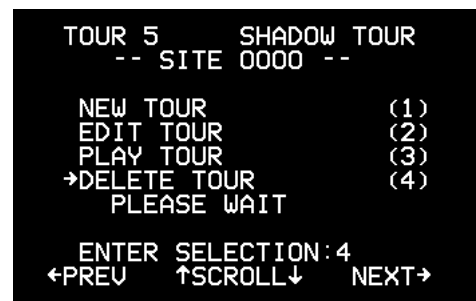 TOUR 5 SHADOW TOUR
-- SITE 0000 --
NEW TOUR (1)
EDIT TOUR (2)
PLAY TOUR (3)
→DELETE TOUR (4)
PLEASE WAIT
ENTER SELECTION:4
←PREV ↑SCROLL↓ NEXT→